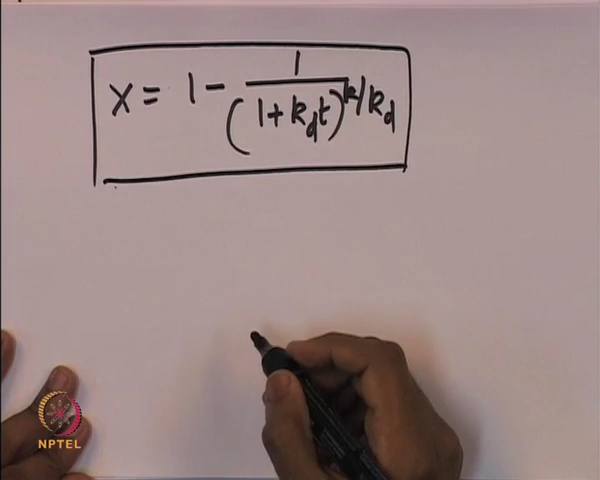 X = 1 - 1/(1+k_d t)^{k/k_d}
NPTEL